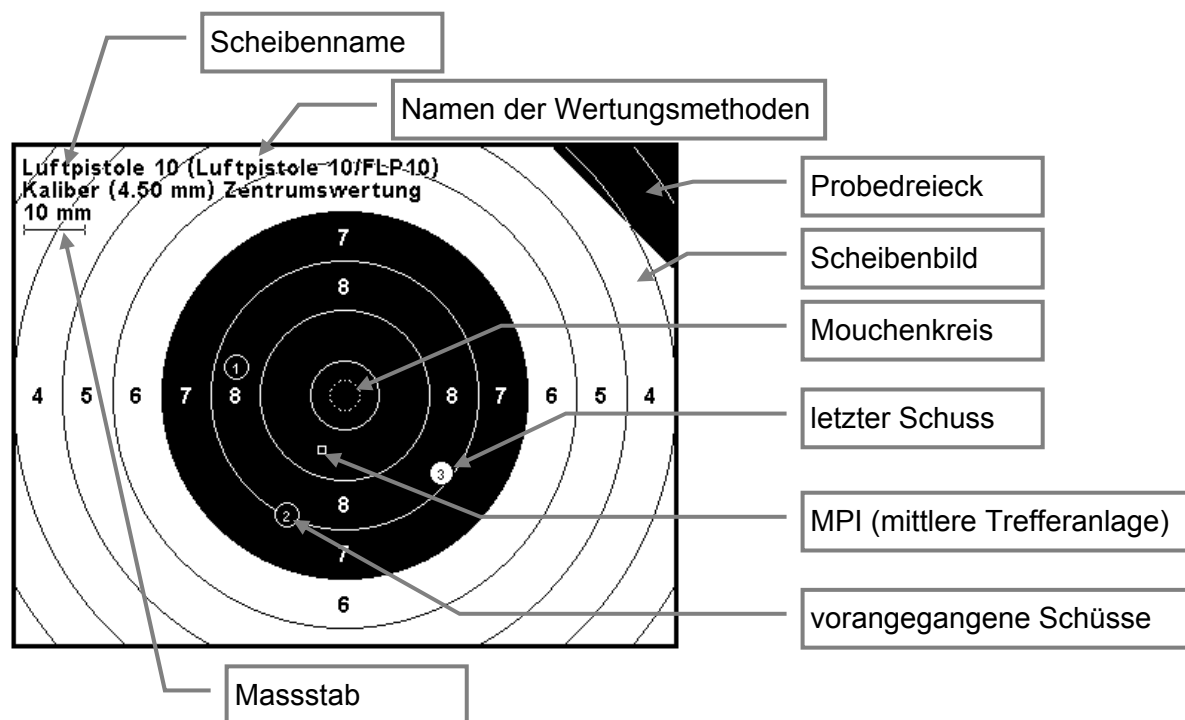 Scheibenname
Namen der Wertungsmethoden
Luftpistole 10 (Luftpistole 10/FLP10)
Kaliber (4.50 mm) Zentrumswertung
10 mm
Probedreieck
Scheibenbild
Mouchenkreis
letzter Schuss
MPI (mittlere Trefferanlage)
vorangegangene Schüsse
Massstab
7
8
1
4 5 6 7 8 8 7 6 5 4
3
2
8
7
6